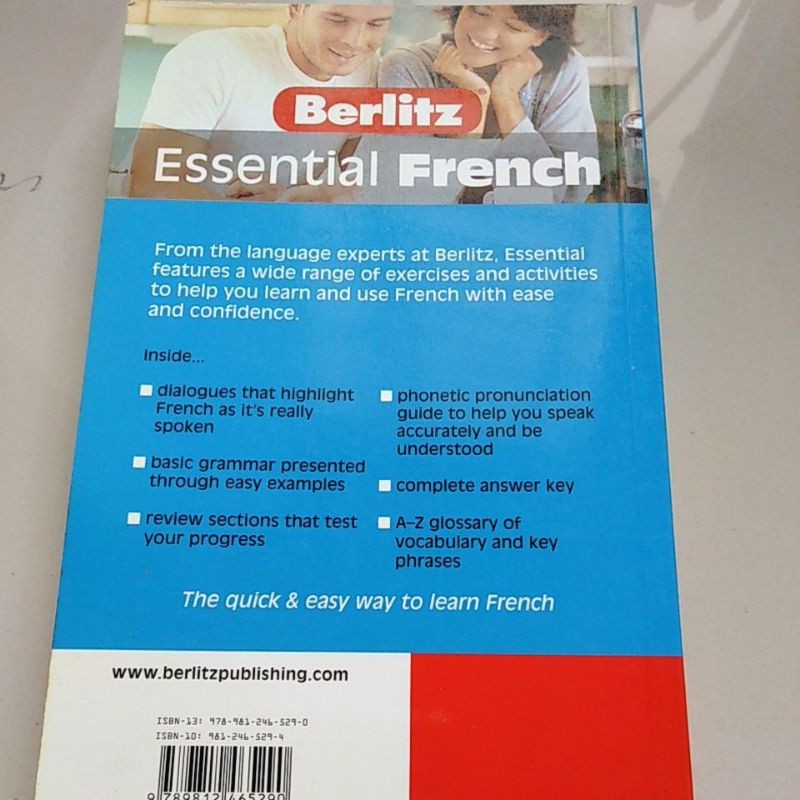 Berlitz®
Essential French
From the language experts at Berlitz, Essential
features a wide range of exercises and activities
to help you learn and use French with ease
and confidence.
Inside...
dialogues that highlight
French as it's really
spoken
basic grammar presented
through easy examples
review sections that test
your progress
phonetic pronunciation
guide to help you speak
accurately and be
understood
complete answer key
A–Z glossary of
vocabulary and key
phrases
The quick & easy way to learn French
www.berlitzpublishing.com
ISBN-13: 978-981-246-529-0
ISBN-10: 981-246-529-4
9 789812 465290